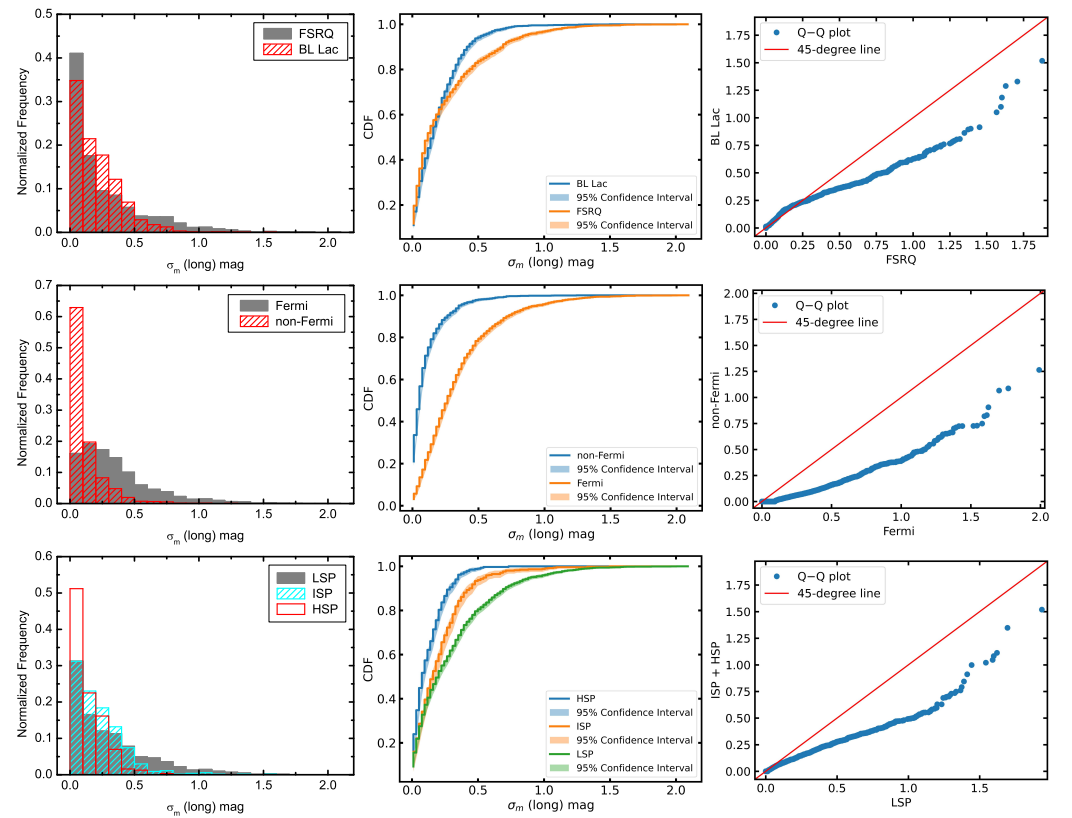 0.5
0.4
0.3
0.2
0.1
0.0
Normalized Frequency
FSRQ
BL Lac
0.0 0.5 1.0 1.5 2.0
σm (long) mag
1.0
0.8
0.6
0.4
0.2
CDF
BL Lac
95% Confidence Interval
FSRQ
95% Confidence Interval
0.0 0.5 1.0 1.5 2.0
σm (long) mag
1.75
1.50
1.25
1.00
0.75
0.50
0.25
0.00
BL Lac
Q−Q plot
45-degree line
0.00 0.25 0.50 0.75 1.00 1.25 1.50 1.75
FSRQ
0.7
0.6
0.5
0.4
0.3
0.2
0.1
0.0
Normalized Frequency
Fermi
non-Fermi
0.0 0.5 1.0 1.5 2.0
σm (long) mag
1.0
0.8
0.6
0.4
0.2
CDF
non-Fermi
95% Confidence Interval
Fermi
95% Confidence Interval
0.0 0.5 1.0 1.5 2.0
σm (long) mag
2.00
1.75
1.50
1.25
1.00
0.75
0.50
0.25
0.00
non-Fermi
Q−Q plot
45-degree line
0.0 0.5 1.0 1.5 2.0
Fermi
0.6
0.5
0.4
0.3
0.2
0.1
0.0
Normalized Frequency
LSP
ISP
HSP
0.0 0.5 1.0 1.5 2.0
σm (long) mag
1.0
0.8
0.6
0.4
0.2
CDF
HSP
95% Confidence Interval
ISP
95% Confidence Interval
LSP
95% Confidence Interval
0.0 0.5 1.0 1.5 2.0
σm (long) mag
1.75
1.50
1.25
1.00
0.75
0.50
0.25
0.00
ISP + HSP
Q−Q plot
45-degree line
0.0 0.5 1.0 1.5
LSP